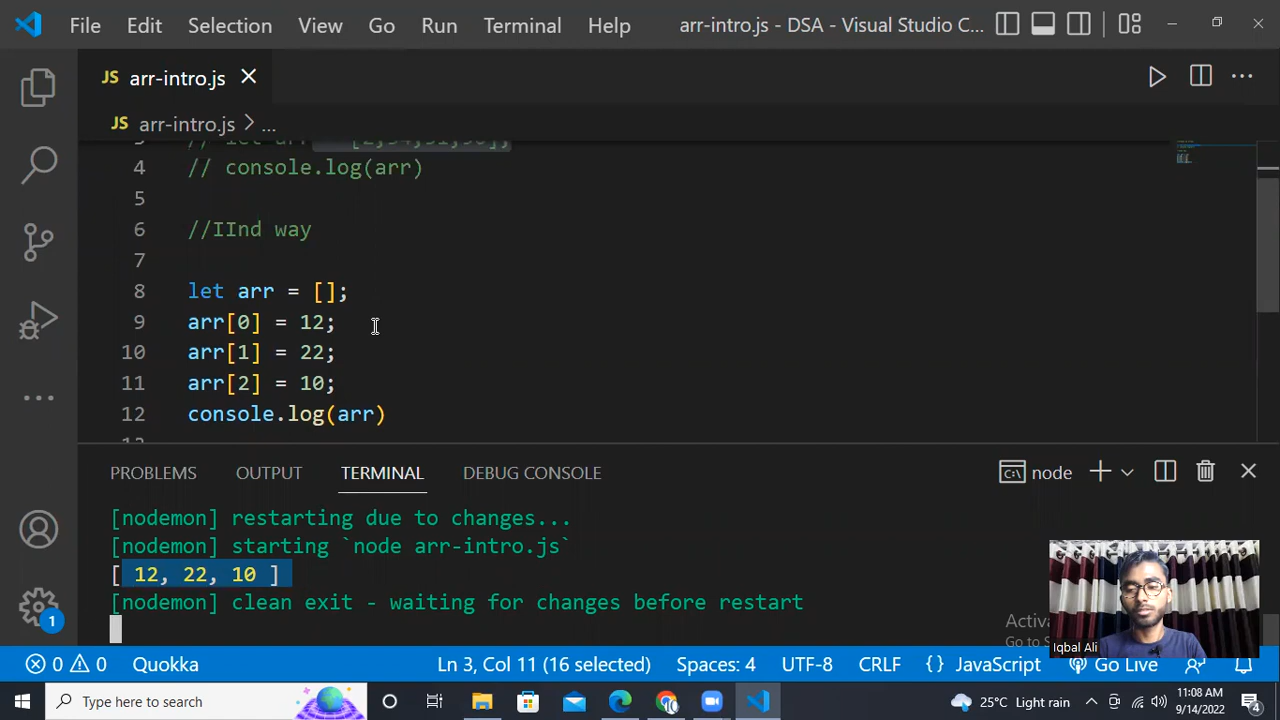 File Edit Selection View Go Run Terminal Help arr-intro.js - DSA - Visual Studio C...
JS arr-intro.js
JS arr-intro.js > ...
4 // console.log(arr)
5
6 //IInd way
7
8 let arr = [];
9 arr[0] = 12;
10 arr[1] = 22;
11 arr[2] = 10;
12 console.log(arr)
PROBLEMS OUTPUT TERMINAL DEBUG CONSOLE node
[nodemon] restarting due to changes...
[nodemon] starting `node arr-intro.js`
[ 12, 22, 10 ]
[nodemon] clean exit - waiting for changes before restart
Activa
Go to S
Iqbal Ali
1
0 0 Quokka Ln 3, Col 11 (16 selected) Spaces: 4 UTF-8 CRLF {} JavaScript Go Live
Type here to search 25°C Light rain 11:08 AM
9/14/2022 4